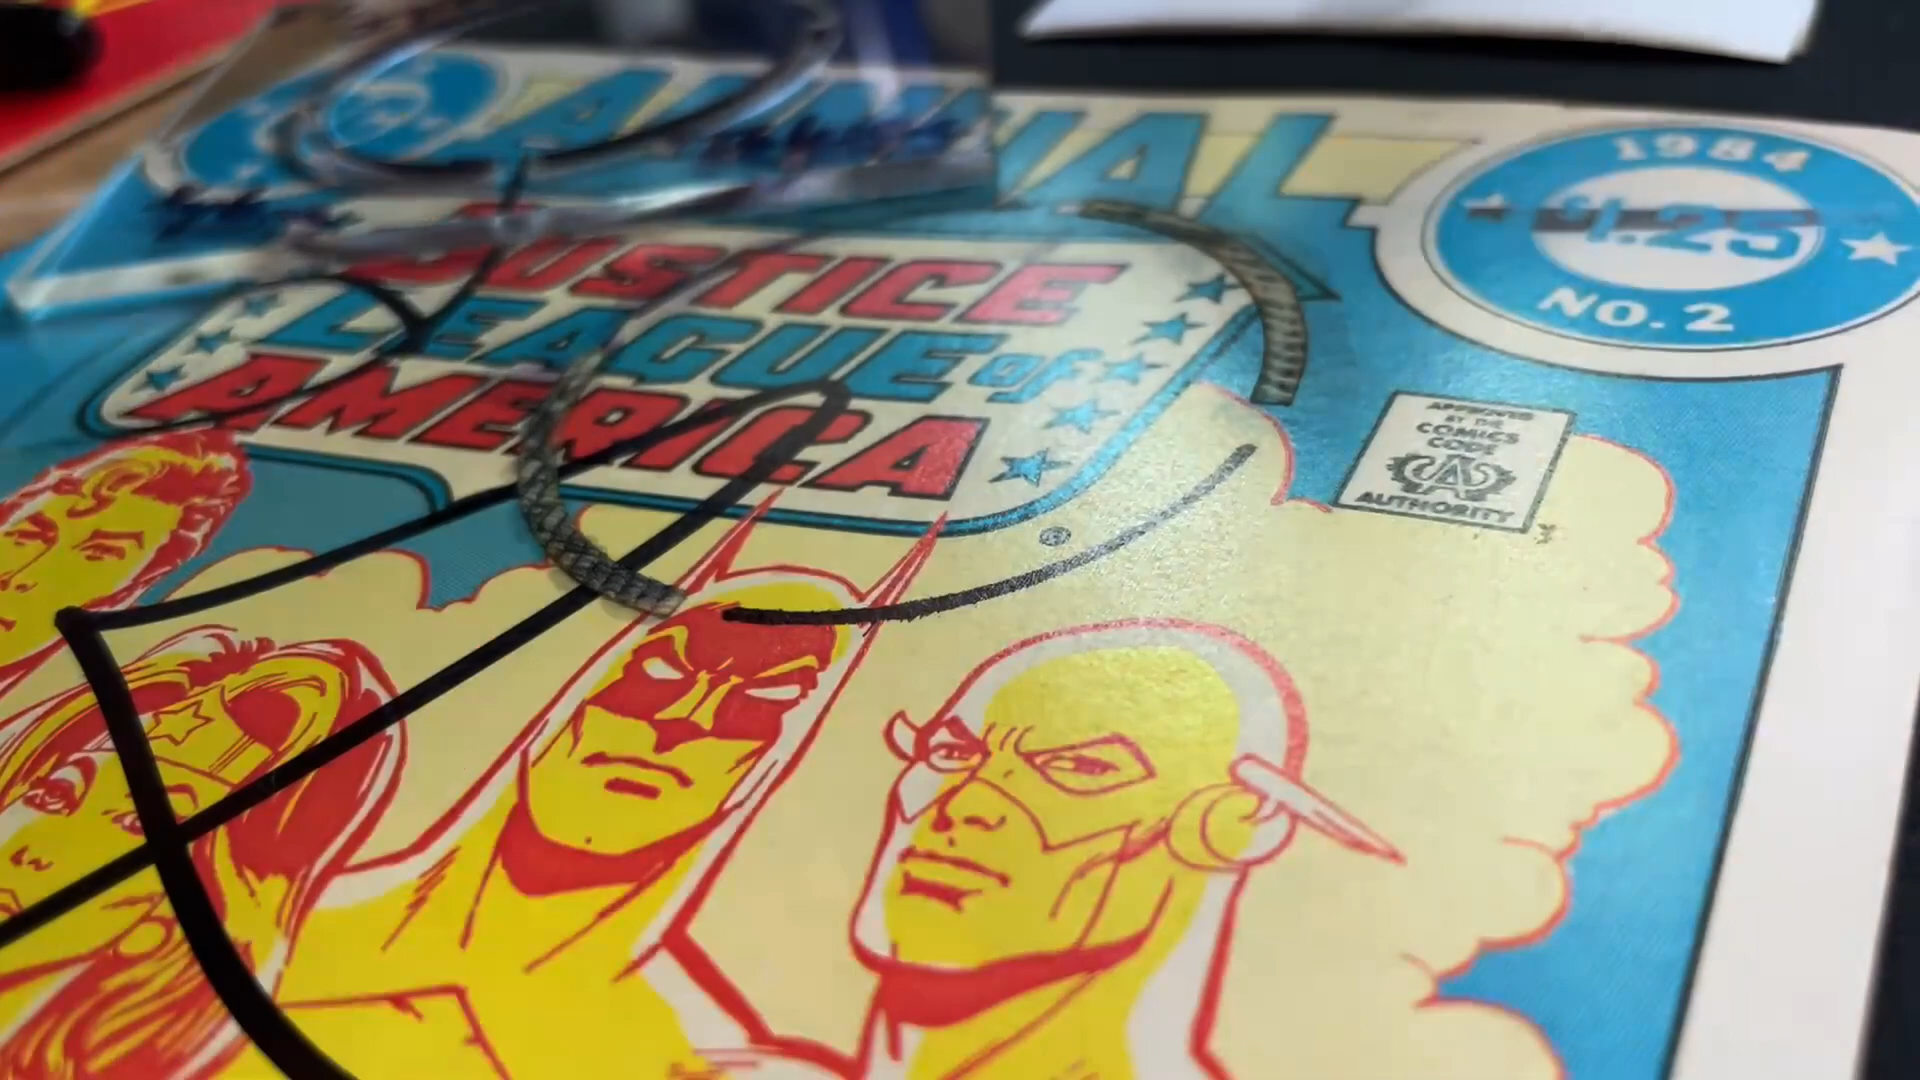 ANNUAL
1984
$1.25
NO. 2
JUSTICE
LEAGUE of
AMERICA
®
APPROVED
BY THE
COMICS
CODE
CA
AUTHORITY